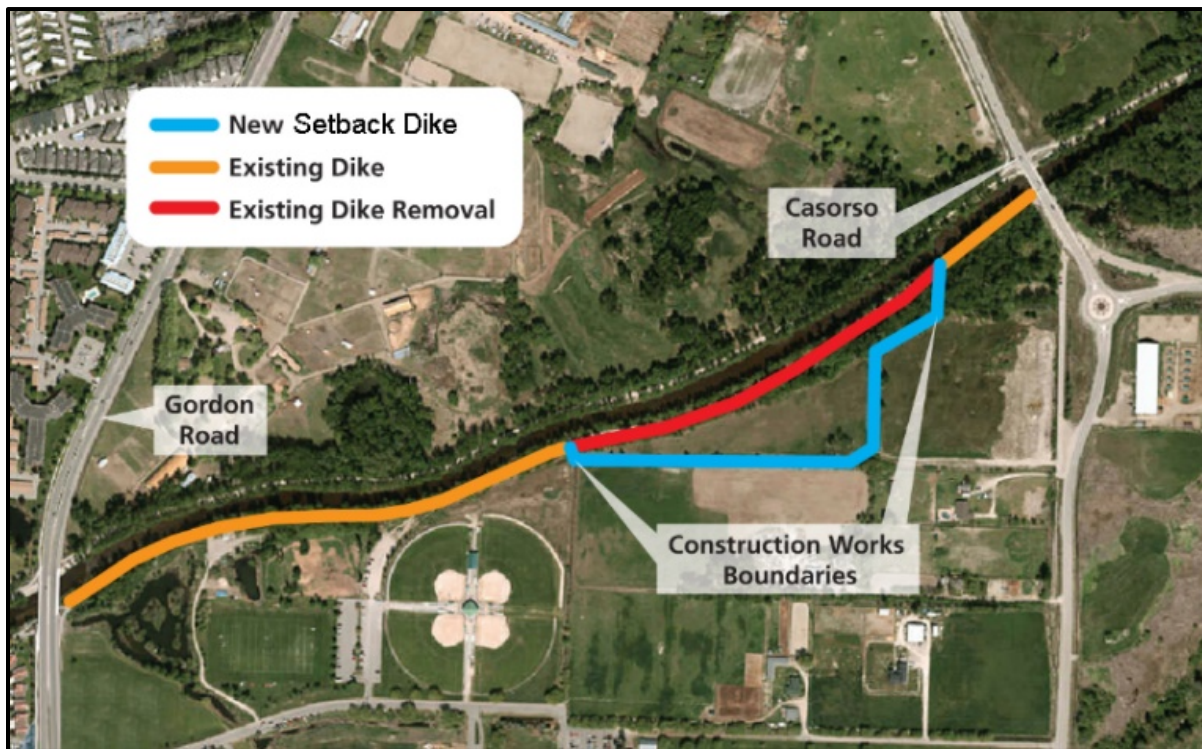 New Setback Dike
Existing Dike
Existing Dike Removal
Casorso
Road
Gordon
Road
Construction Works
Boundaries